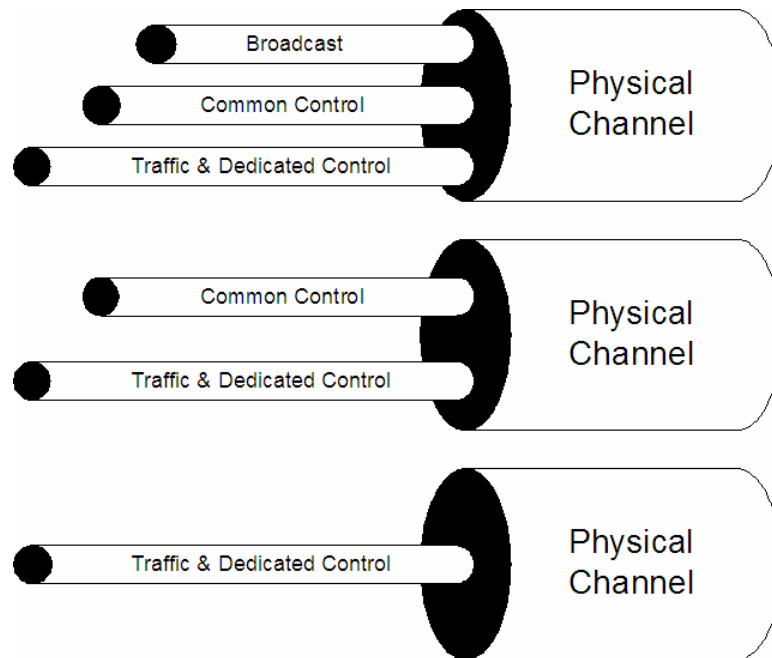 Broadcast
Common Control
Traffic & Dedicated Control
Physical
Channel
Common Control
Traffic & Dedicated Control
Physical
Channel
Traffic & Dedicated Control
Physical
Channel